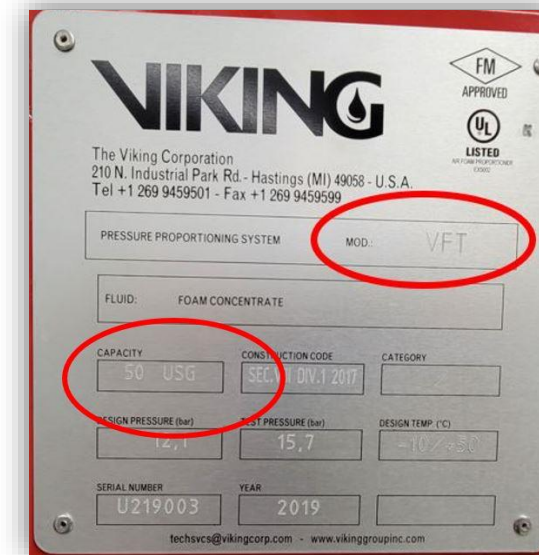 VIKING
FM
APPROVED
UL
LISTED
The Viking Corporation
210 N. Industrial Park Rd.- Hastings (MI) 49058 - U.S.A.
Tel +1 269 9459501 - Fax +1 269 9459599
PRESSURE PROPORTIONING SYSTEM MOD.: VFT
FLUID: FOAM CONCENTRATE
CAPACITY CONSTRUCTION CODE CATEGORY
50 USG SEC.VIII DIV.1 2017
DESIGN PRESSURE (bar) TEST PRESSURE (bar) DESIGN TEMP. (°C)
12,1 15,7 -10/+50
SERIAL NUMBER YEAR
U219003 2019
techsvcs@vikingcorp.com - www.vikinggroupinc.com